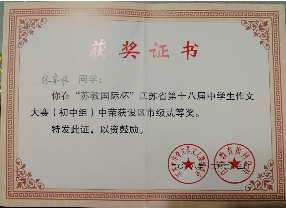 获奖证书
同学：
你在“苏教国际杯”江苏省第十八届中学生作文
大赛（初中组）中荣获设区市级贰等奖。
特发此证，以资鼓励。